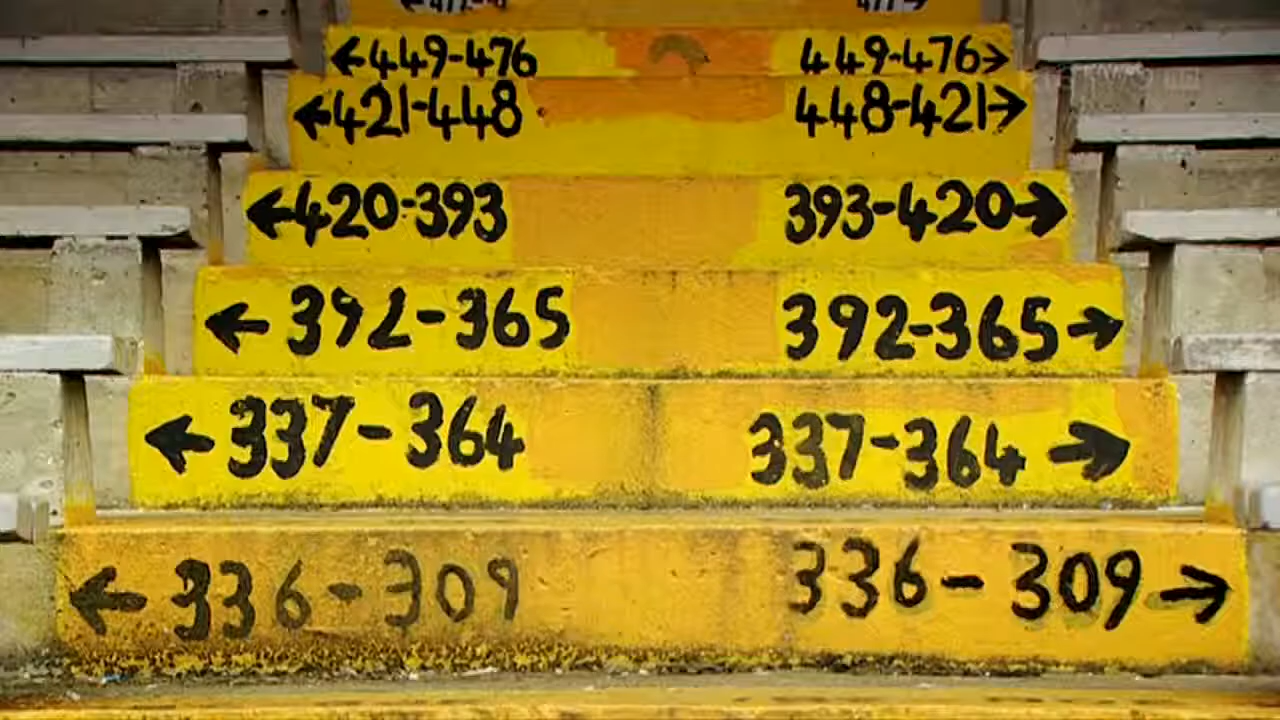 ←449-476 449-476→
←421-448 448-421→
←420-393 393-420→
← 392-365 392-365→
← 337-364 337-364 →
← 336-309 336-309 →